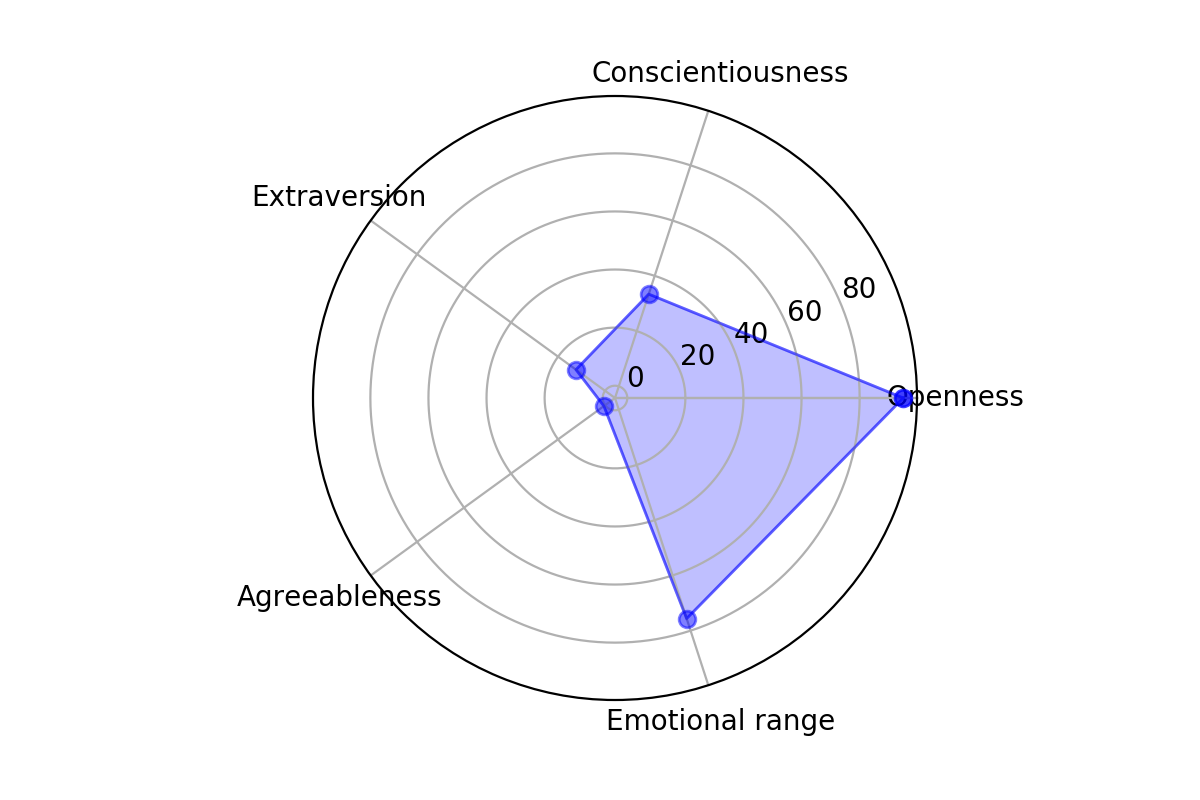 Conscientiousness
Extraversion
80
60
40
20
0
Openness
Agreeableness
Emotional range